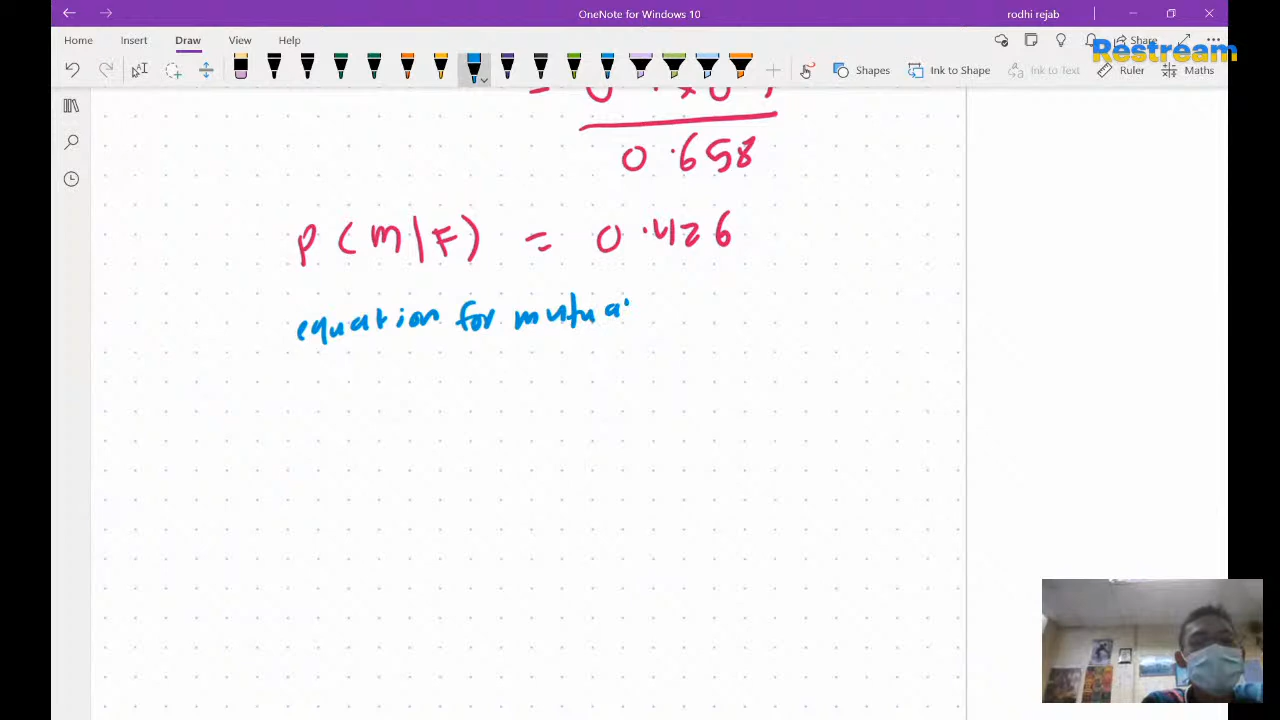 OneNote for Windows 10
rodhi rejab
Home Insert Draw View Help
Restream
Share
Shapes
Ink to Shape
Ink to Text
Ruler
Maths
=
0.658
P(M|F) = 0.426
equation for mutua